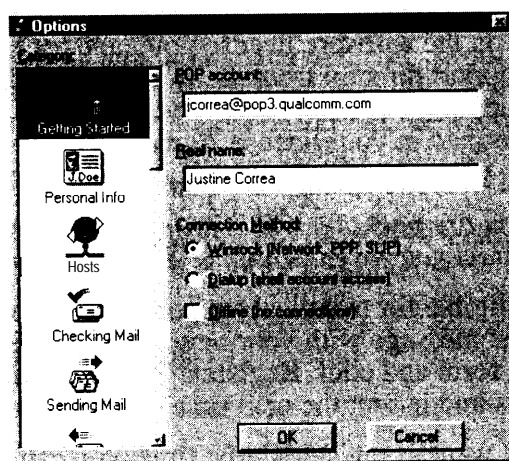 Options
Category:
Getting Started
J.Doe
Personal Info
Hosts
Checking Mail
Sending Mail
POP account:
jcorrea@pop3.qualcomm.com
Real name:
Justine Correa
Connection Method:
Winsock (Network, PPP, SLIP)
Dialup (shell account access)
Offline (no connections)
OK
Cancel